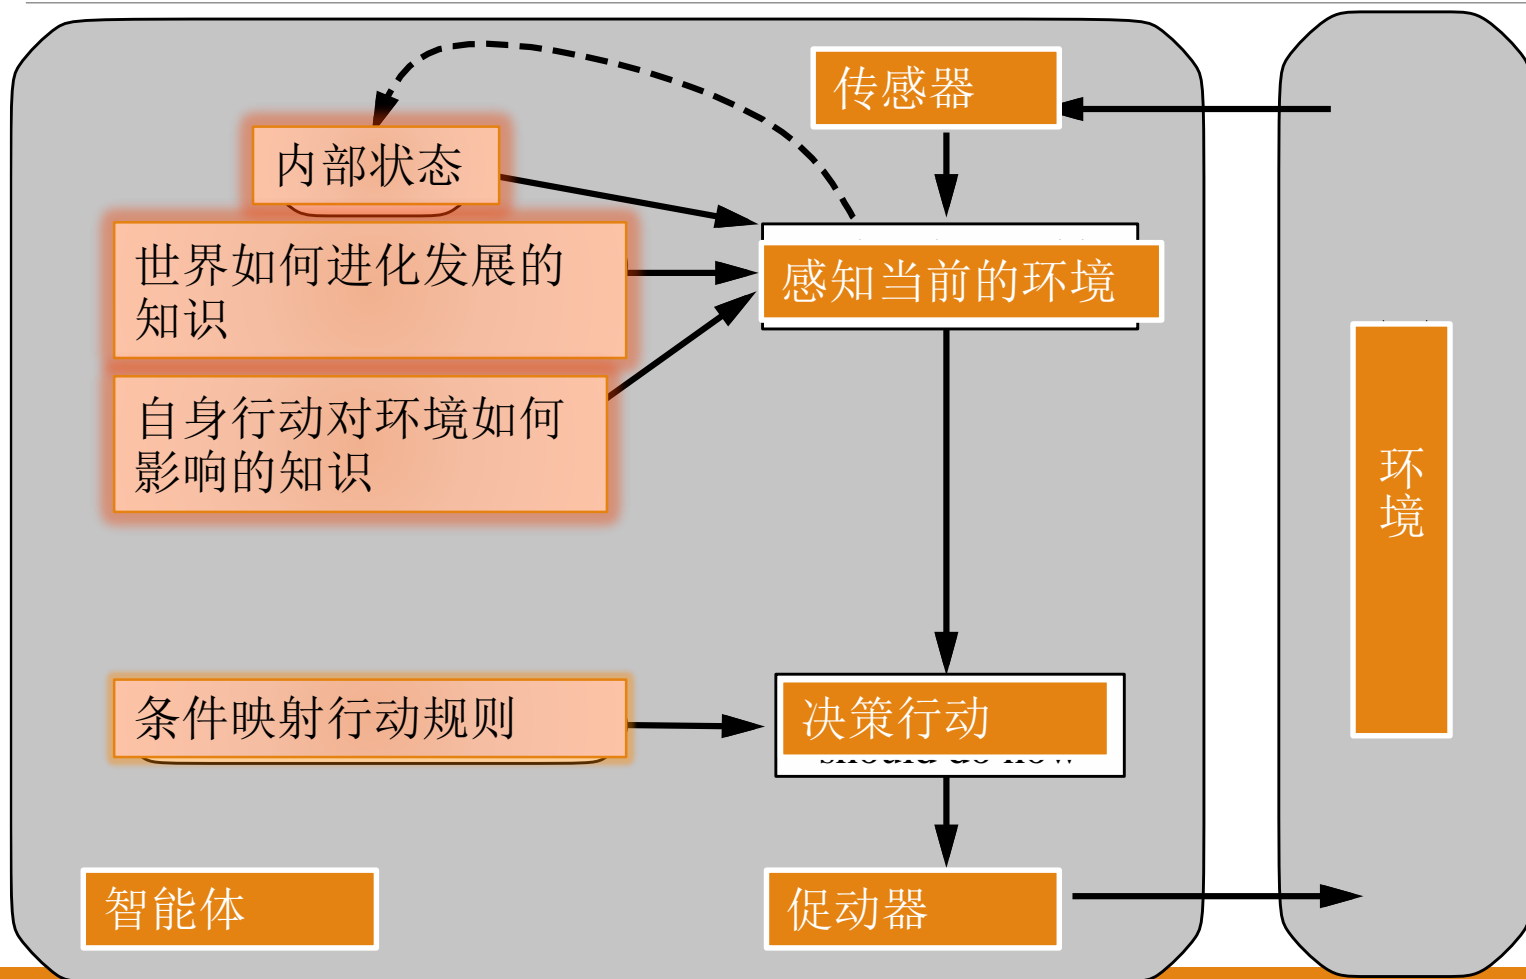 传感器
内部状态
世界如何进化发展的
知识
感知当前的环境
自身行动对环境如何
影响的知识
环
境
条件映射行动规则
决策行动
智能体
促动器